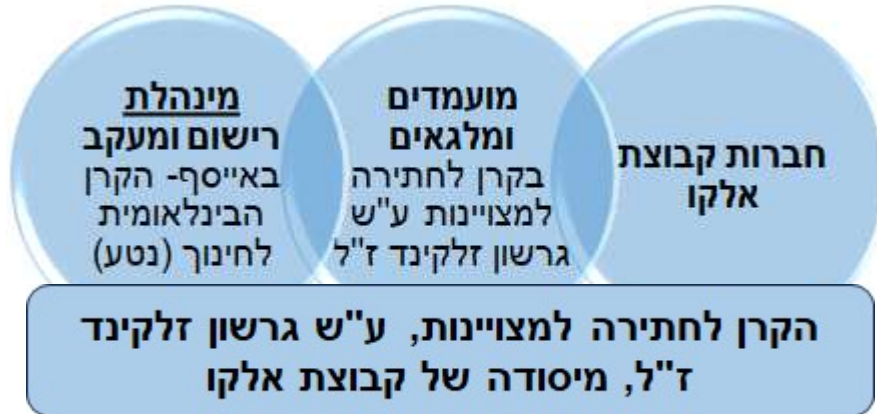 חברות קבוצת
אלקו
מועמדים
ומלגאים
בקרן לחתירה
למצויינות ע"ש
גרשון זלקינד ז"ל
מינהלת
רישום ומעקב
באייסף- הקרן
הבינלאומית
לחינוך (נטע)
הקרן לחתירה למצויינות, ע"ש גרשון זלקינד
ז"ל, מיסודה של קבוצת אלקו